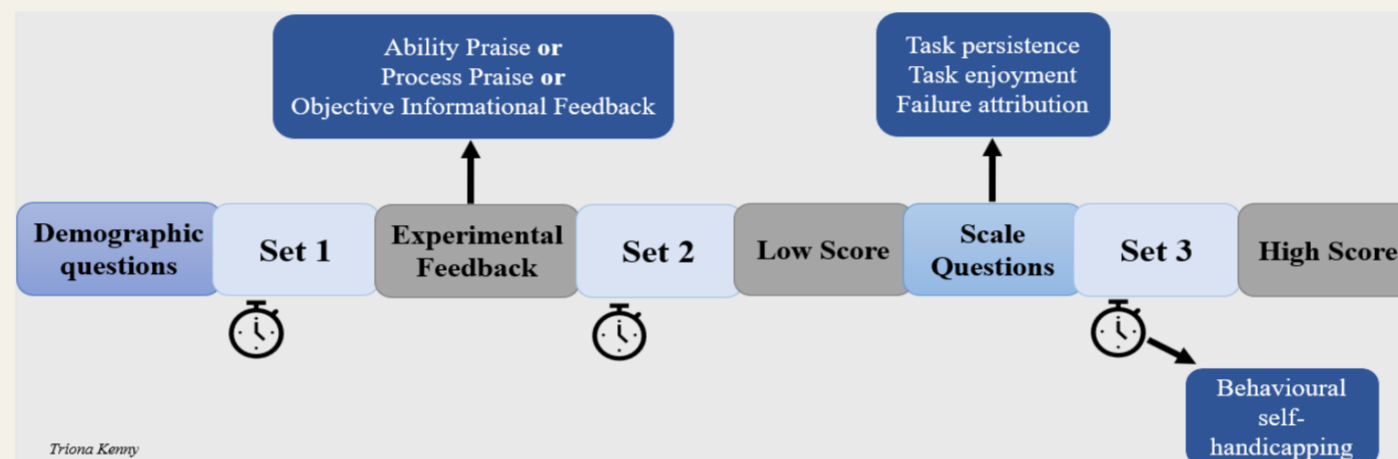 Ability Praise or
Process Praise or
Objective Informational Feedback
Task persistence
Task enjoyment
Failure attribution
Demographic
questions
Set 1
Experimental
Feedback
Set 2
Low Score
Scale
Questions
Set 3
High Score
Behavioural
self-
handicapping
Tríona Kenny